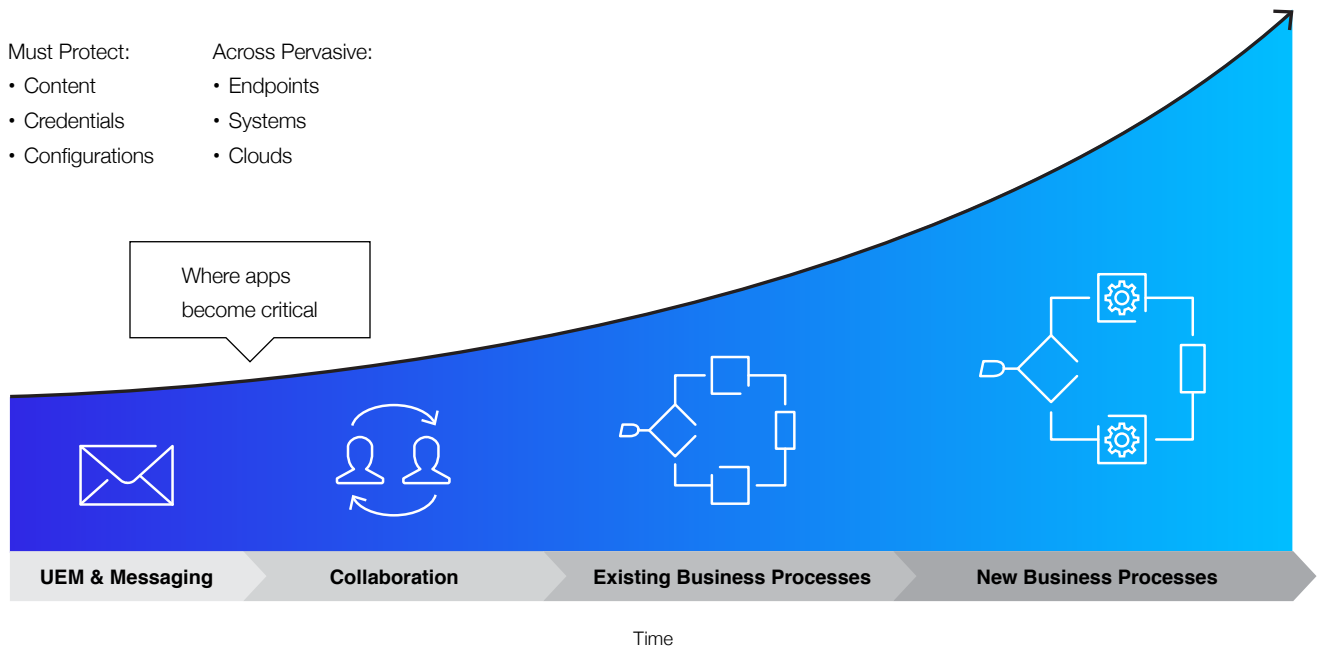 Must Protect:
• Content
• Credentials
• Configurations
Across Pervasive:
• Endpoints
• Systems
• Clouds
Where apps
become critical
UEM & Messaging
Collaboration
Existing Business Processes
New Business Processes
Time